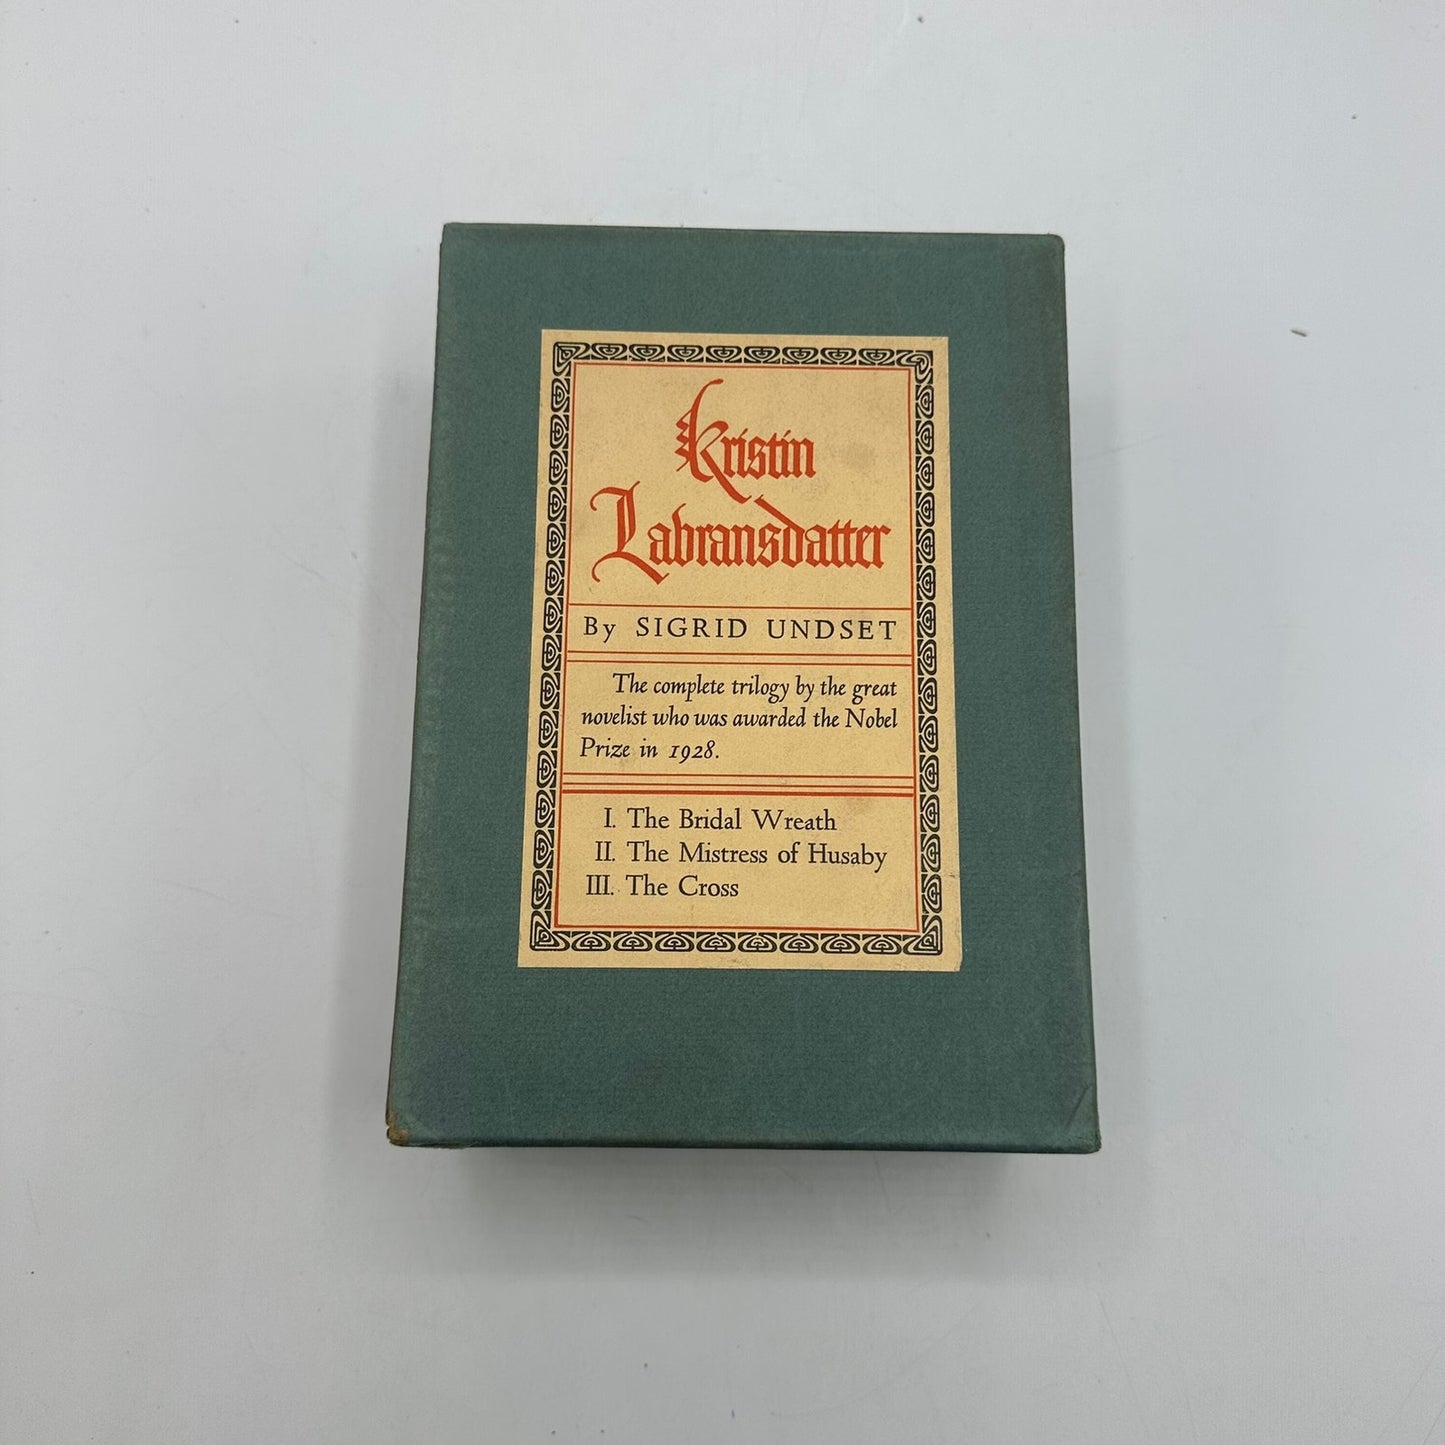 Kristin
Labransdatter
By SIGRID UNDSET
The complete trilogy by the great
novelist who was awarded the Nobel
Prize in 1928.
I. The Bridal Wreath
II. The Mistress of Husaby
III. The Cross